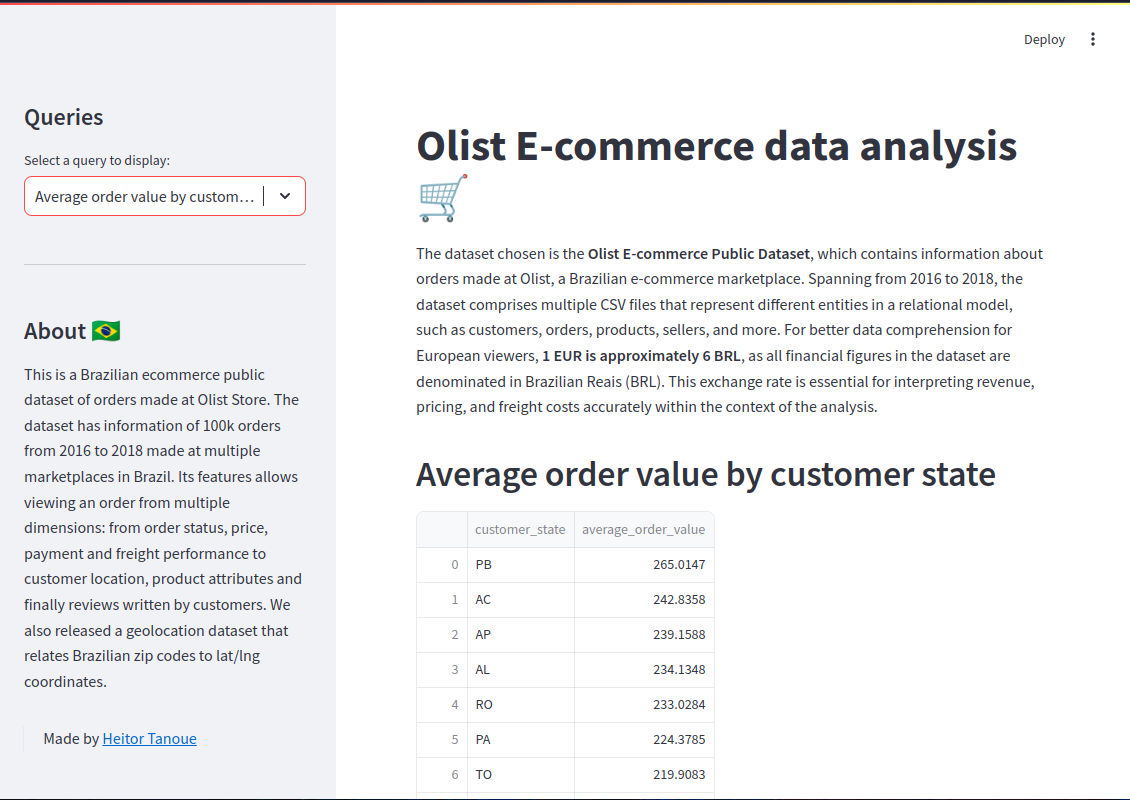 Deploy
Queries
Select a query to display:
Average order value by custom…
About
This is a Brazilian ecommerce public
dataset of orders made at Olist Store. The
dataset has information of 100k orders
from 2016 to 2018 made at multiple
marketplaces in Brazil. Its features allows
viewing an order from multiple
dimensions: from order status, price,
payment and freight performance to
customer location, product attributes and
finally reviews written by customers. We
also released a geolocation dataset that
relates Brazilian zip codes to lat/lng
coordinates.
Made by Heitor Tanoue
Olist E-commerce data analysis
The dataset chosen is the Olist E-commerce Public Dataset, which contains information about
orders made at Olist, a Brazilian e-commerce marketplace. Spanning from 2016 to 2018, the
dataset comprises multiple CSV files that represent different entities in a relational model,
such as customers, orders, products, sellers, and more. For better data comprehension for
European viewers, 1 EUR is approximately 6 BRL, as all financial figures in the dataset are
denominated in Brazilian Reais (BRL). This exchange rate is essential for interpreting revenue,
pricing, and freight costs accurately within the context of the analysis.
Average order value by customer state
customer_state average_order_value
0 PB 265.0147
1 AC 242.8358
2 AP 239.1588
3 AL 234.1348
4 RO 233.0284
5 PA 224.3785
6 TO 219.9083